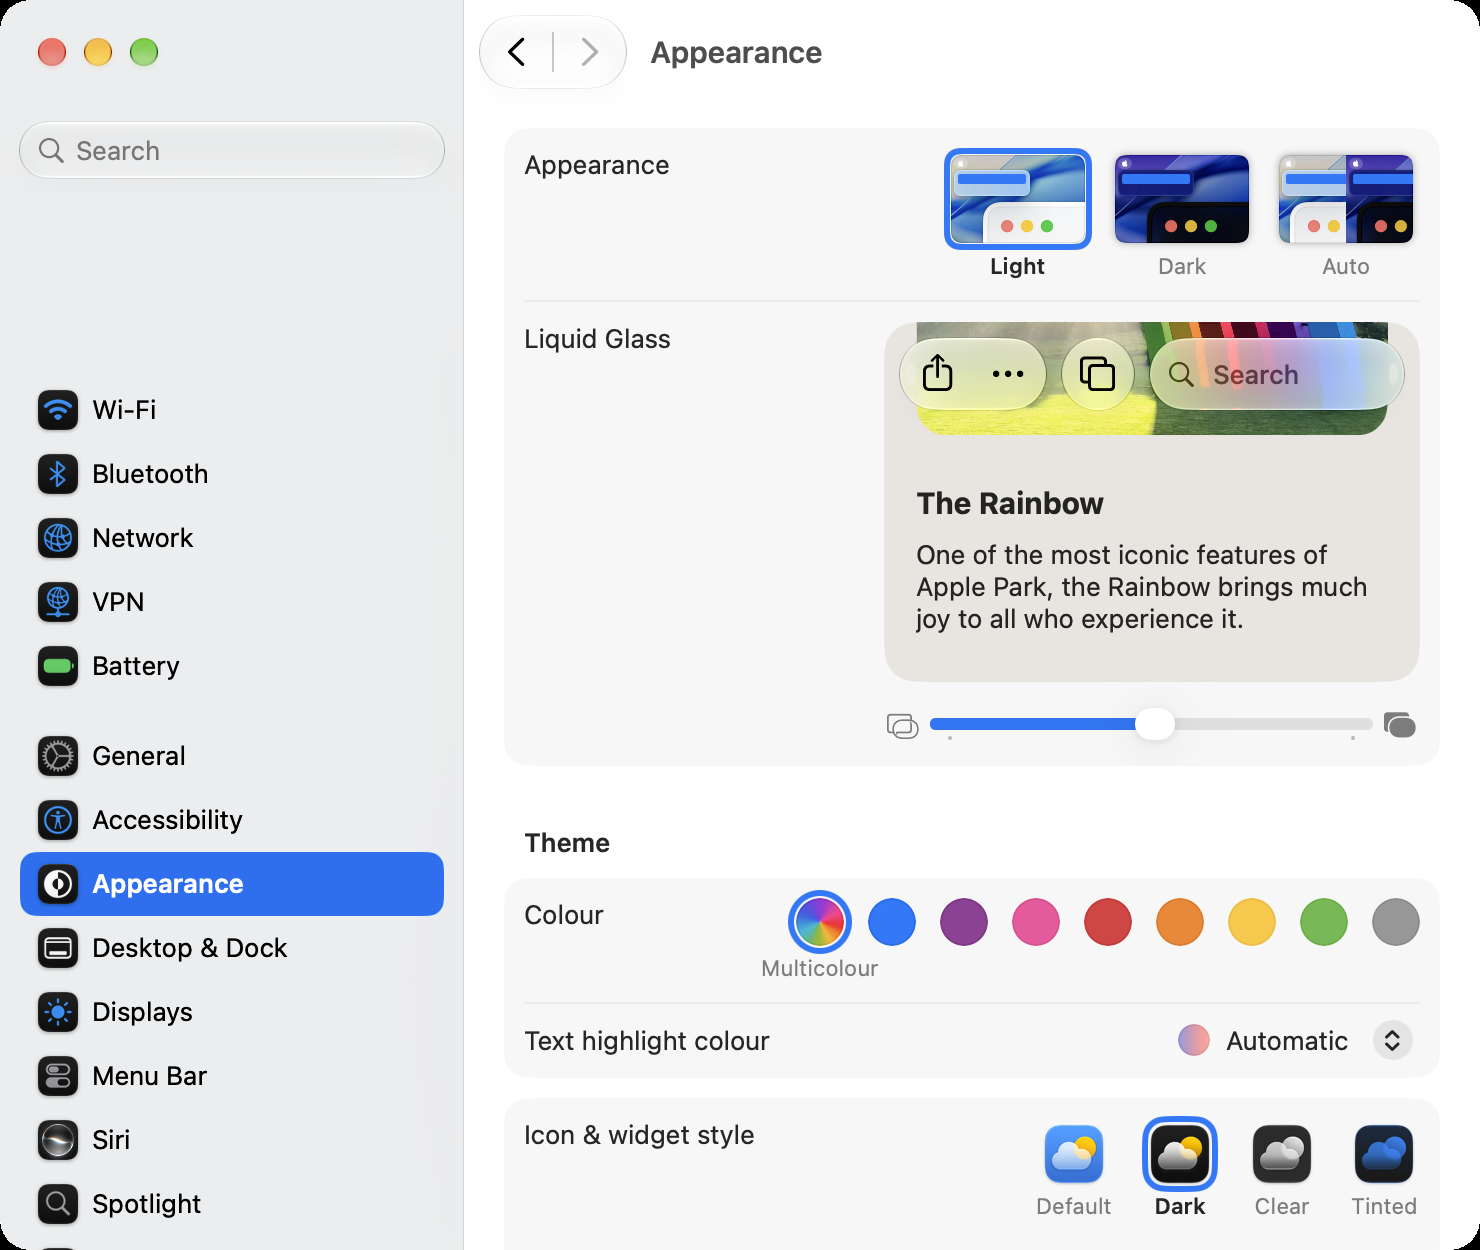 Search
Wi-Fi
Bluetooth
Network
VPN
Battery
General
Accessibility
Appearance
Desktop & Dock
Displays
Menu Bar
Siri
Spotlight
Appearance
Appearance
Light
Dark
Auto
Liquid Glass
Search
The Rainbow
One of the most iconic features of
Apple Park, the Rainbow brings much
joy to all who experience it.
Theme
Colour
Multicolour
Text highlight colour
Automatic
Icon & widget style
Default
Dark
Clear
Tinted